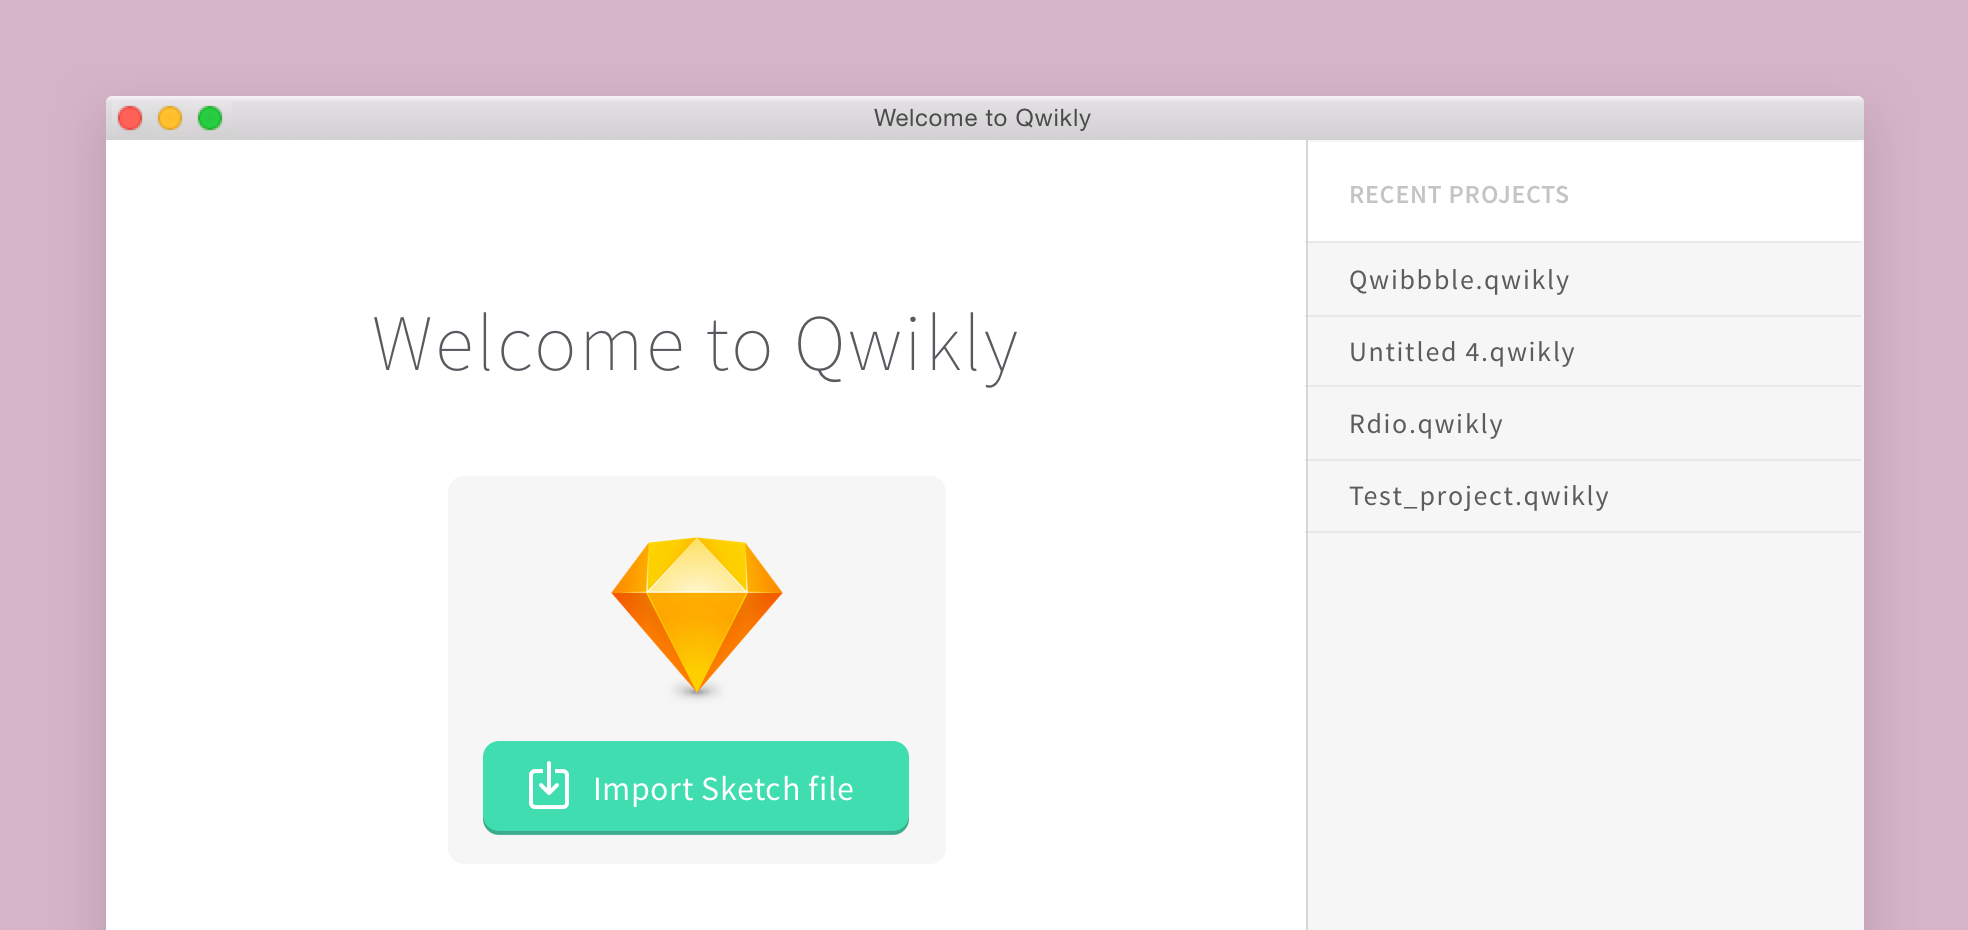 Welcome to Qwikly
Welcome to Qwikly
Import Sketch file
RECENT PROJECTS
Qwibbble.qwikly
Untitled 4.qwikly
Rdio.qwikly
Test_project.qwikly